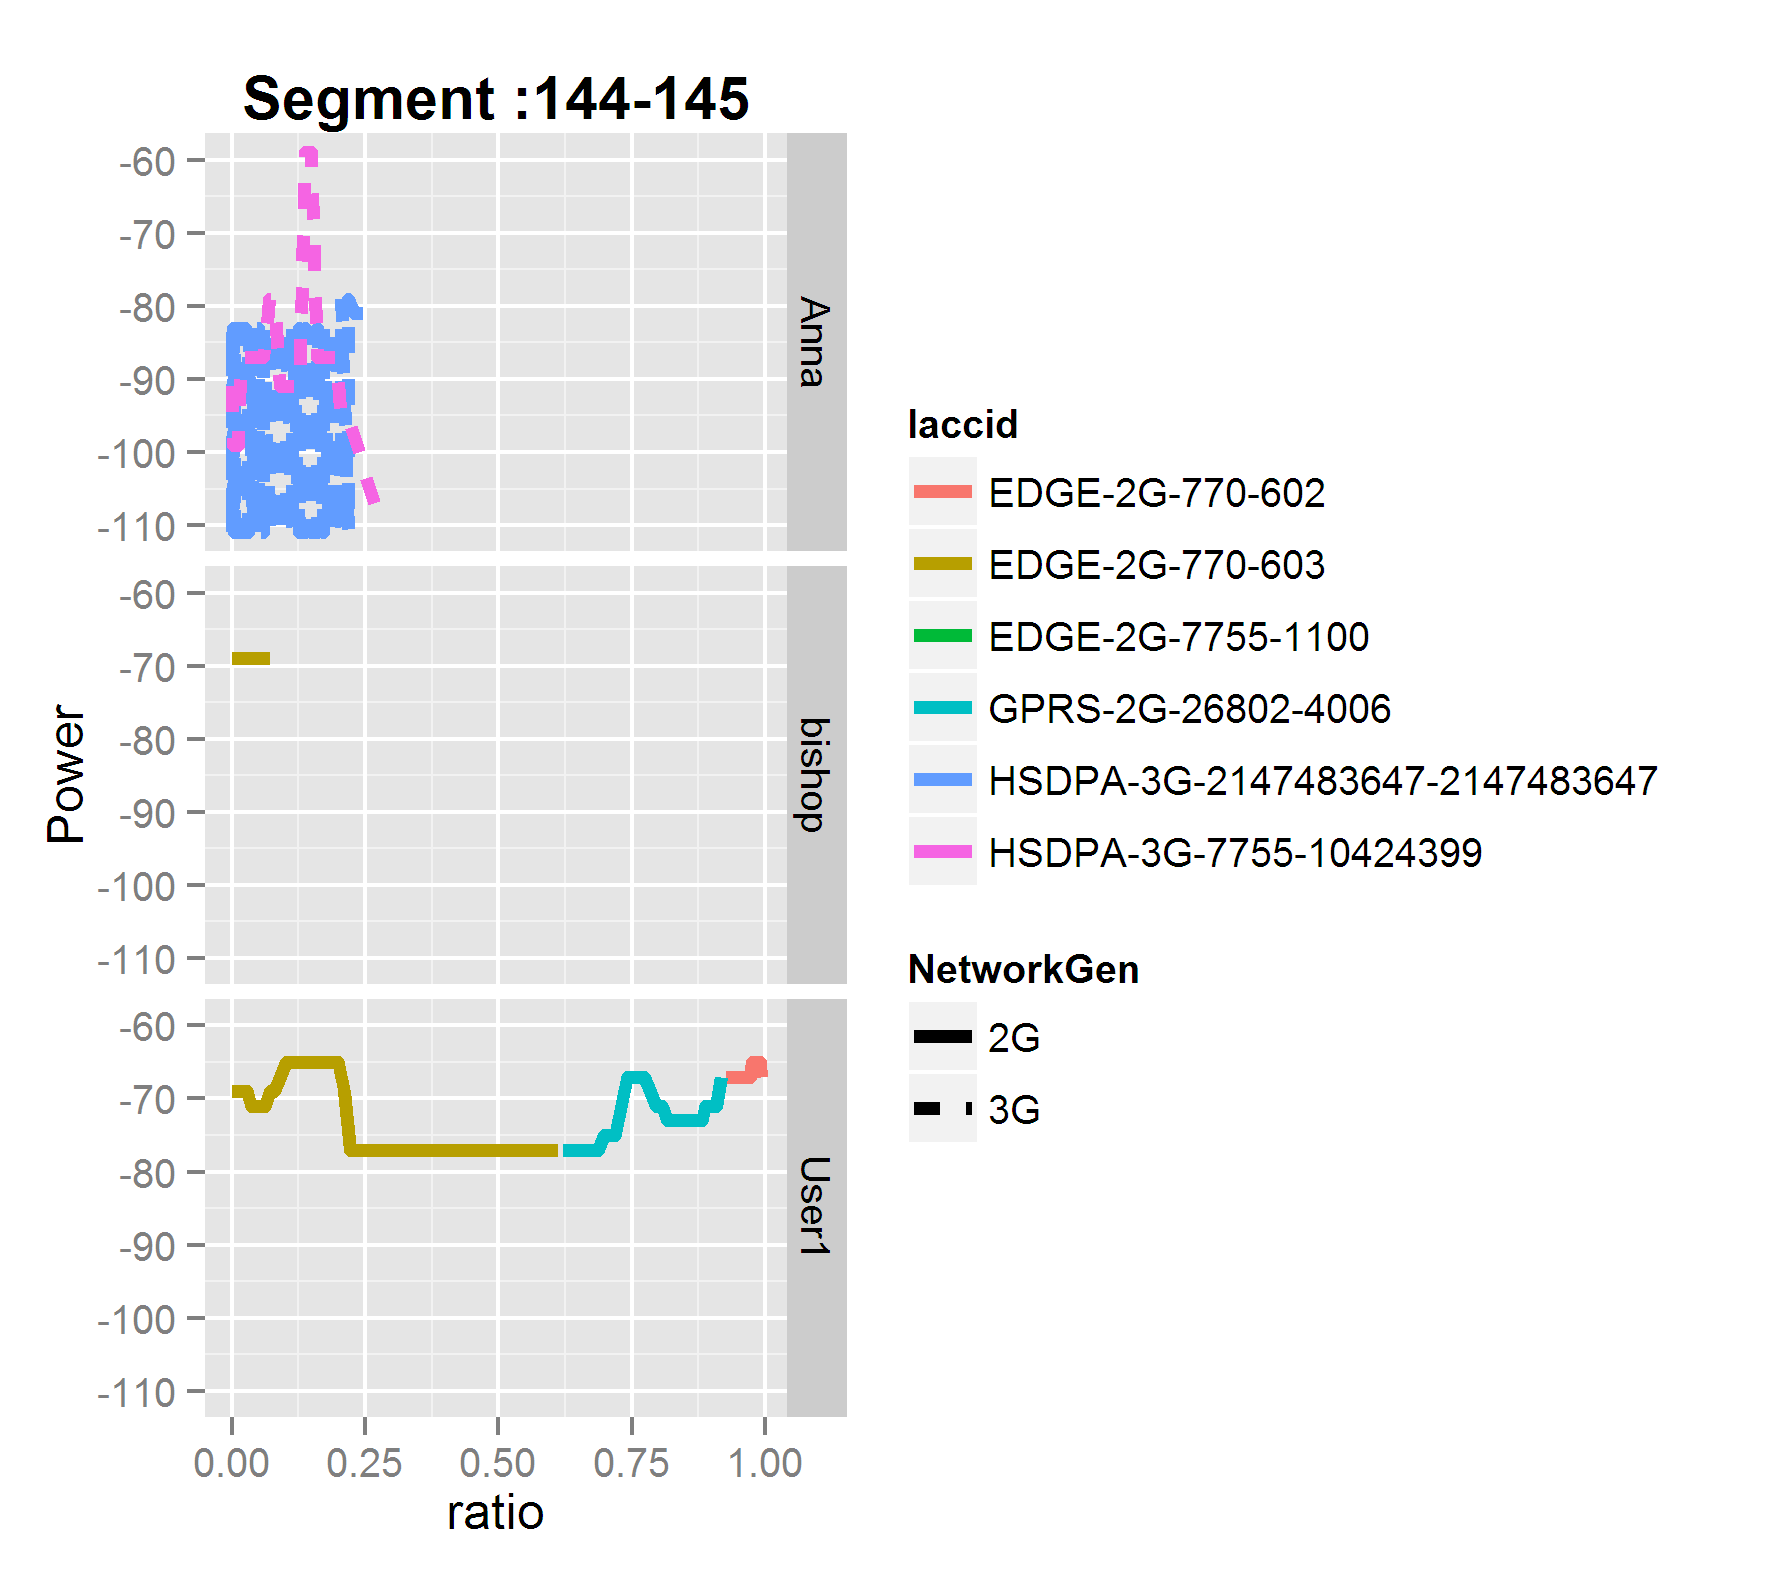 Segment :144-145
-60
-70
-80
-90
-100
-110
Anna
-60
-70
-80
-90
-100
-110
bishop
-60
-70
-80
-90
-100
-110
User1
0.00 0.25 0.50 0.75 1.00
ratio
Power
laccid
EDGE-2G-770-602
EDGE-2G-770-603
EDGE-2G-7755-1100
GPRS-2G-26802-4006
HSDPA-3G-2147483647-2147483647
HSDPA-3G-7755-10424399
NetworkGen
2G
3G